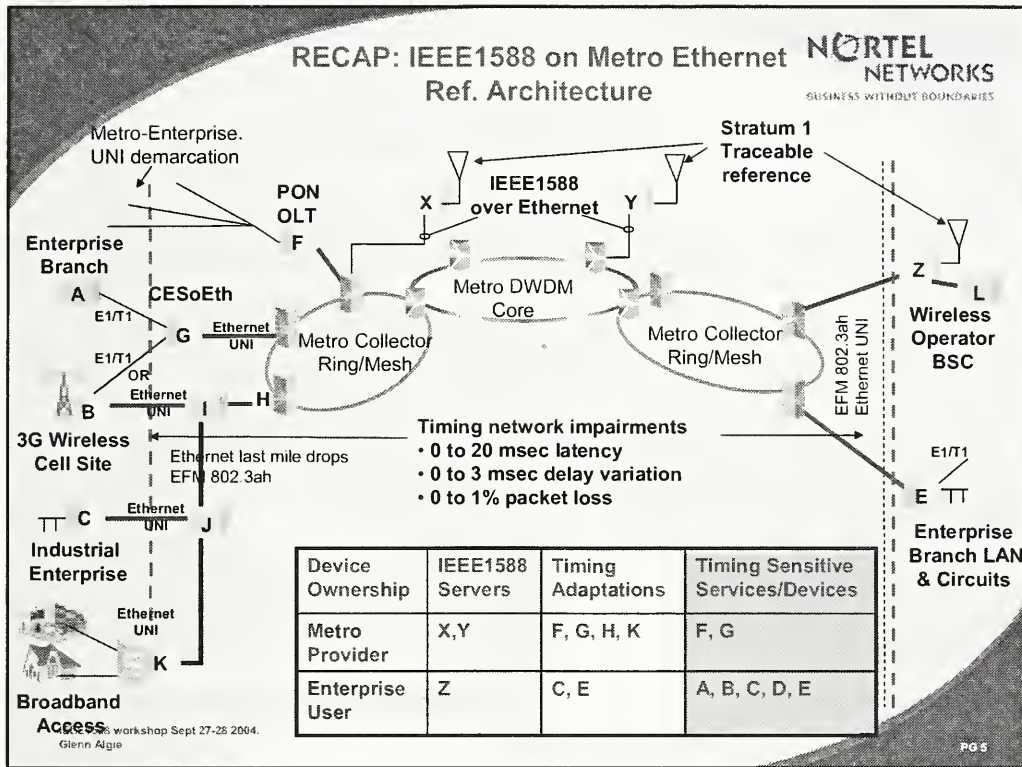 RECAP: IEEE1588 on Metro Ethernet
Ref. Architecture
NORTEL
NETWORKS
BUSINESS WITHOUT BOUNDARIES
Metro-Enterprise.
UNI demarcation
Stratum 1
Traceable
reference
PON
OLT
F
X
IEEE1588
over Ethernet
Y
Enterprise
Branch
A
CESoEth
E1/T1
G
Ethernet
UNI
Metro Collector
Ring/Mesh
Metro DWDM
Core
Metro Collector
Ring/Mesh
EFM 802.3ah
Ethernet UNI
Z
L
Wireless
Operator
BSC
E1/T1
OR
B
Ethernet
UNI
I
H
3G Wireless
Cell Site
Ethernet last mile drops
EFM 802.3ah
Timing network impairments
• 0 to 20 msec latency
• 0 to 3 msec delay variation
• 0 to 1% packet loss
E1/T1
E
Enterprise
Branch LAN
& Circuits
C
Ethernet
UNI
J
Industrial
Enterprise
Ethernet
UNI
K
Broadband
Access
Device Ownership | IEEE1588 Servers | Timing Adaptations | Timing Sensitive Services/Devices
Metro Provider | X,Y | F, G, H, K | F, G
Enterprise User | Z | C, E | A, B, C, D, E
workshop Sept 27-28 2004.
Glenn Algie
PG 5